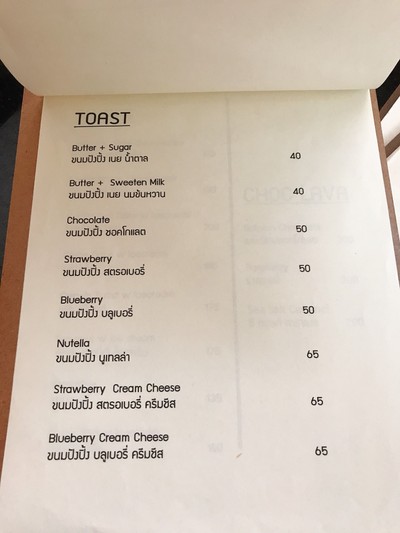 TOAST
Butter + Sugar
ขนมปังปิ้ง เนย น้ำตาล 40
Butter + Sweeten Milk
ขนมปังปิ้ง เนย นมข้นหวาน 40
Chocolate
ขนมปังปิ้ง ชอคโกแลต 50
Strawberry
ขนมปังปิ้ง สตรอเบอรี่ 50
Blueberry
ขนมปังปิ้ง บลูเบอรี่ 50
Nutella
ขนมปังปิ้ง นูเทลล่า 65
Strawberry Cream Cheese
ขนมปังปิ้ง สตรอเบอรี่ ครีมชีส 65
Blueberry Cream Cheese
ขนมปังปิ้ง บลูเบอรี่ ครีมชีส 65